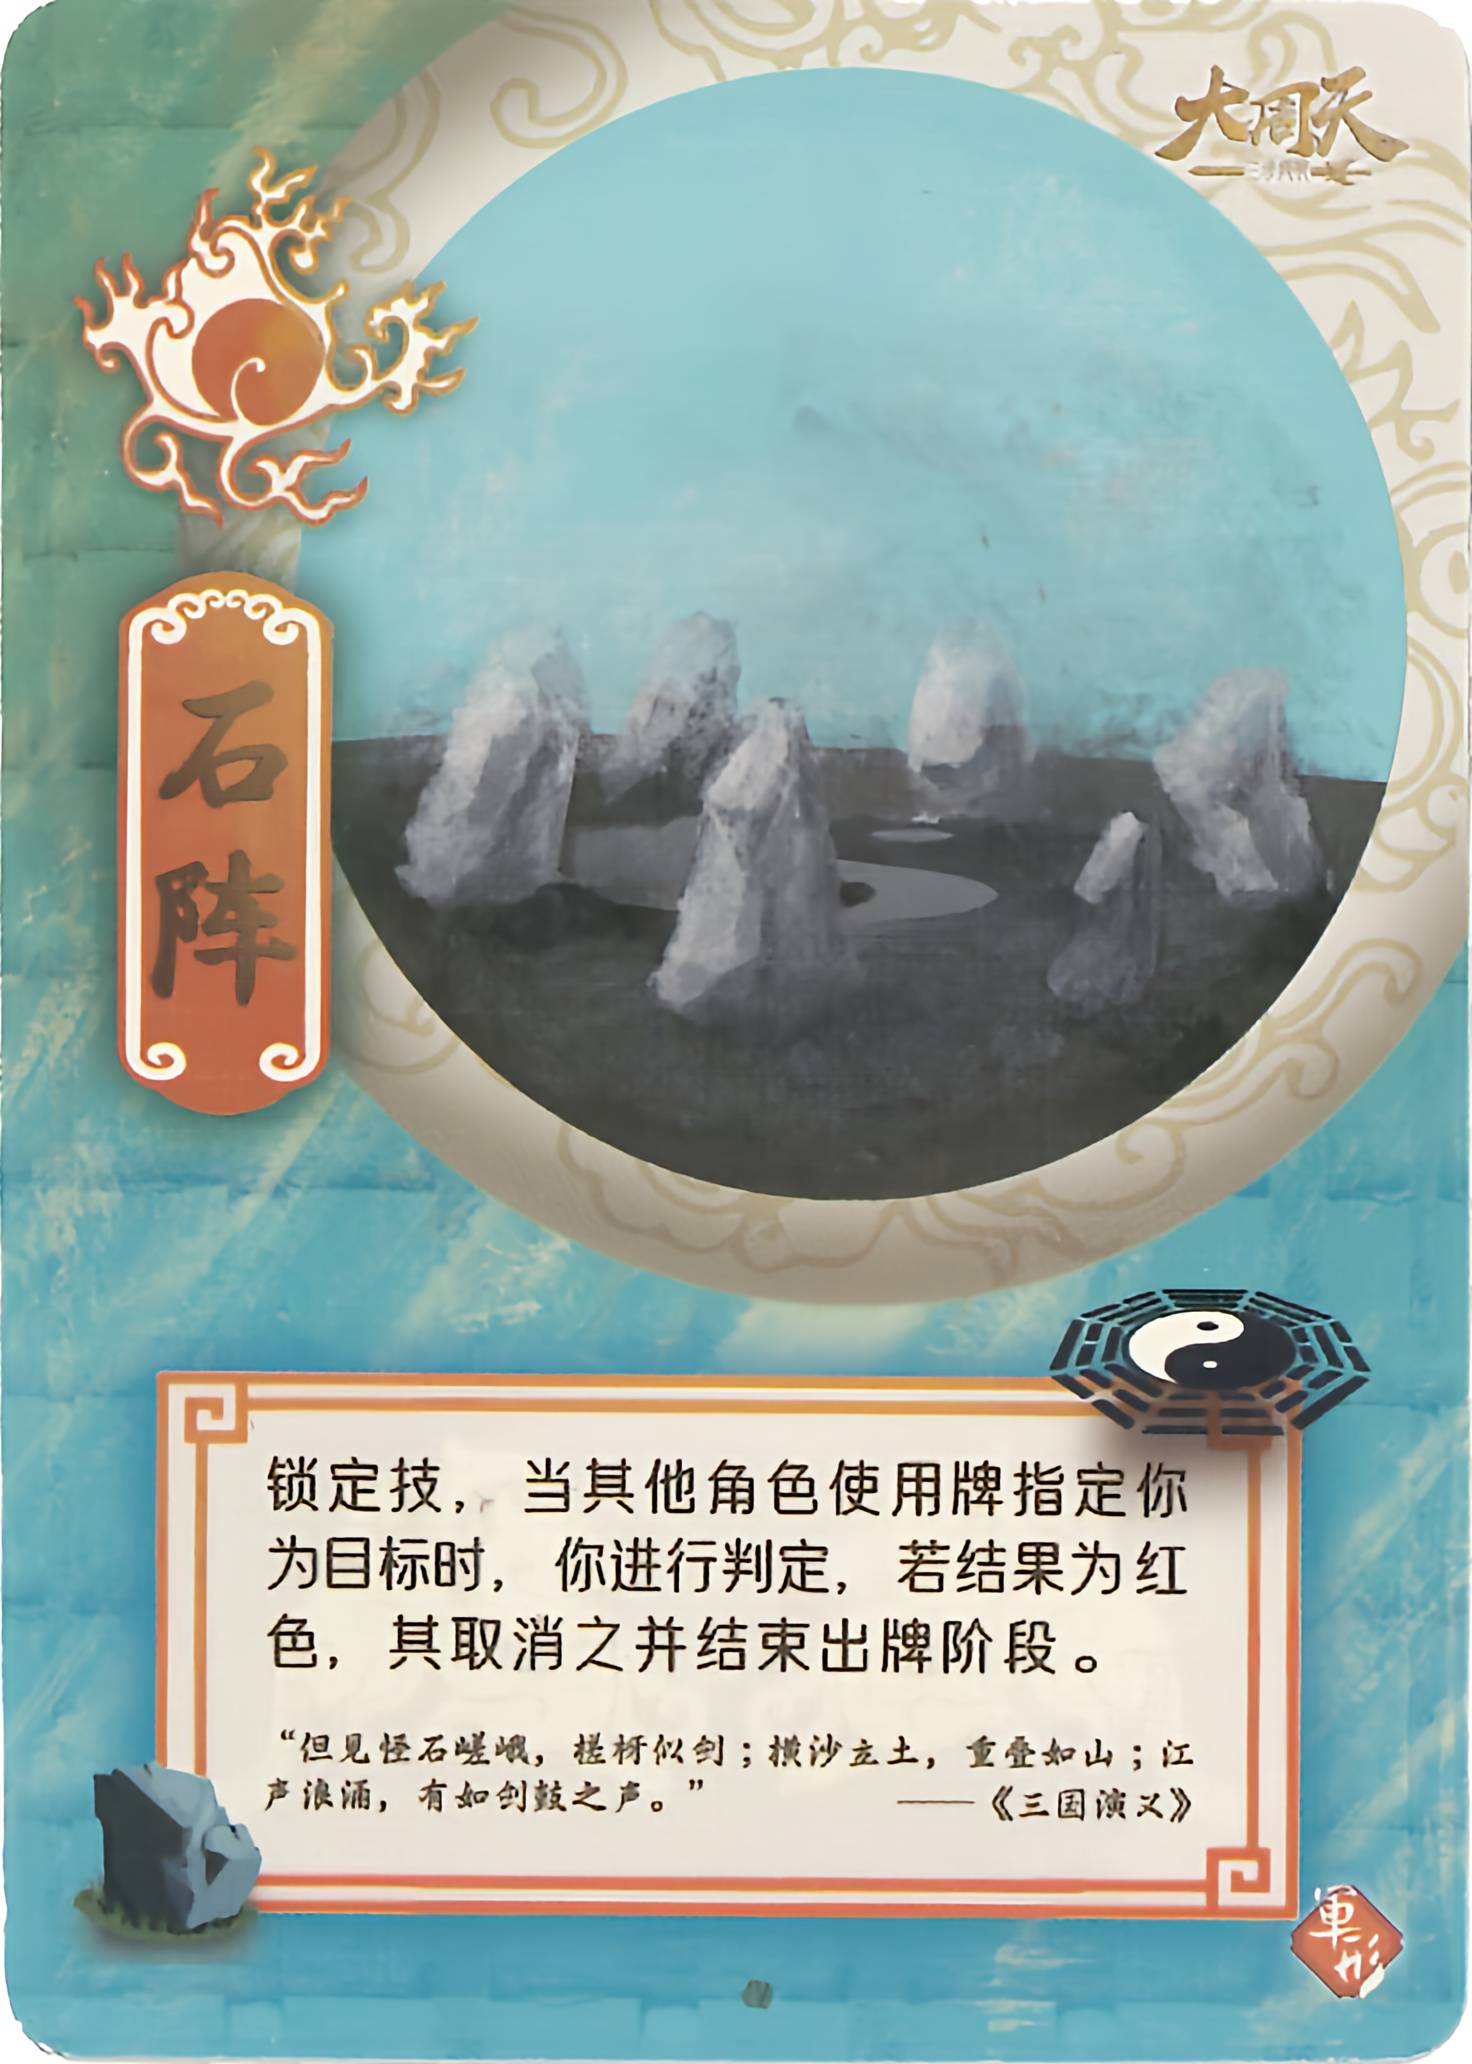 大周天
石阵
锁定技，当其他角色使用牌指定你
为目标时，你进行判定，若结果为红
色，其取消之并结束出牌阶段。
“但见怪石嵯峨，槎枒似剑；横沙立土，重叠如山；江
声浪涌，有如剑鼓之声。”
——《三国演义》
軍形